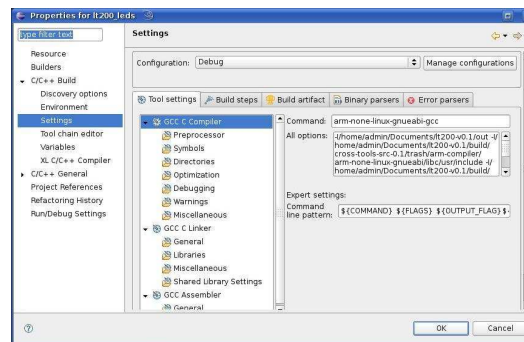 Properties for lt200_leds
type filter text
Settings
Resource
Builders
C/C++ Build
Discovery options
Environment
Settings
Tool chain editor
Variables
XL C/C++ Compiler
C/C++ General
Project References
Refactoring History
Run/Debug Settings
Configuration: Debug
Manage configurations
Tool settings
Build steps
Build artifact
Binary parsers
Error parsers
GCC C Compiler
Preprocessor
Symbols
Directories
Optimization
Debugging
Warnings
Miscellaneous
GCC C Linker
General
Libraries
Miscellaneous
Shared Library Settings
GCC Assembler
General
Command: arm-none-linux-gnueabi-gcc
All options: -I/home/admin/Documents/lt200-v0.1/out -I/
home/admin/Documents/lt200-v0.1/build/
cross-tools-src-0.1/trash/arm-compiler/
arm-none-linux-gnueabi/libc/usr/include -I/
home/admin/Documents/lt200-v0.1/build/
Expert settings:
Command
line pattern: ${COMMAND} ${FLAGS} ${OUTPUT_FLAG}$
OK
Cancel